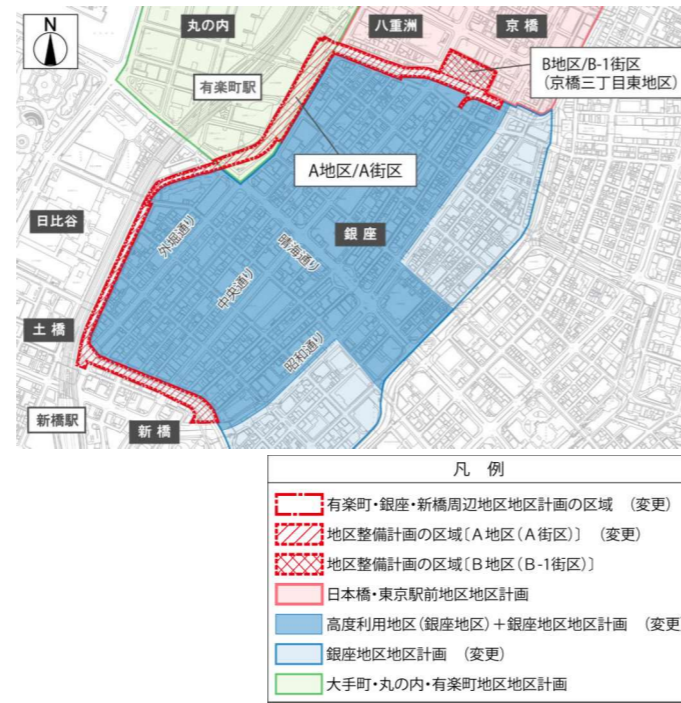 N
丸の内
八重洲
京橋
B地区/B-1街区
（京橋三丁目東地区）
有楽町駅
A地区/A街区
日比谷
外堀通り
晴海通り
銀座
中央通り
土橋
昭和通り
新橋駅
新橋
凡 例
有楽町・銀座・新橋周辺地区地区計画の区域 （変更）
地区整備計画の区域〔A地区（A街区）〕 （変更）
地区整備計画の区域〔B地区（B-1街区）〕
日本橋・東京駅前地区地区計画
高度利用地区（銀座地区）＋銀座地区地区計画 （変更
銀座地区地区計画 （変更）
大手町・丸の内・有楽町地区地区計画